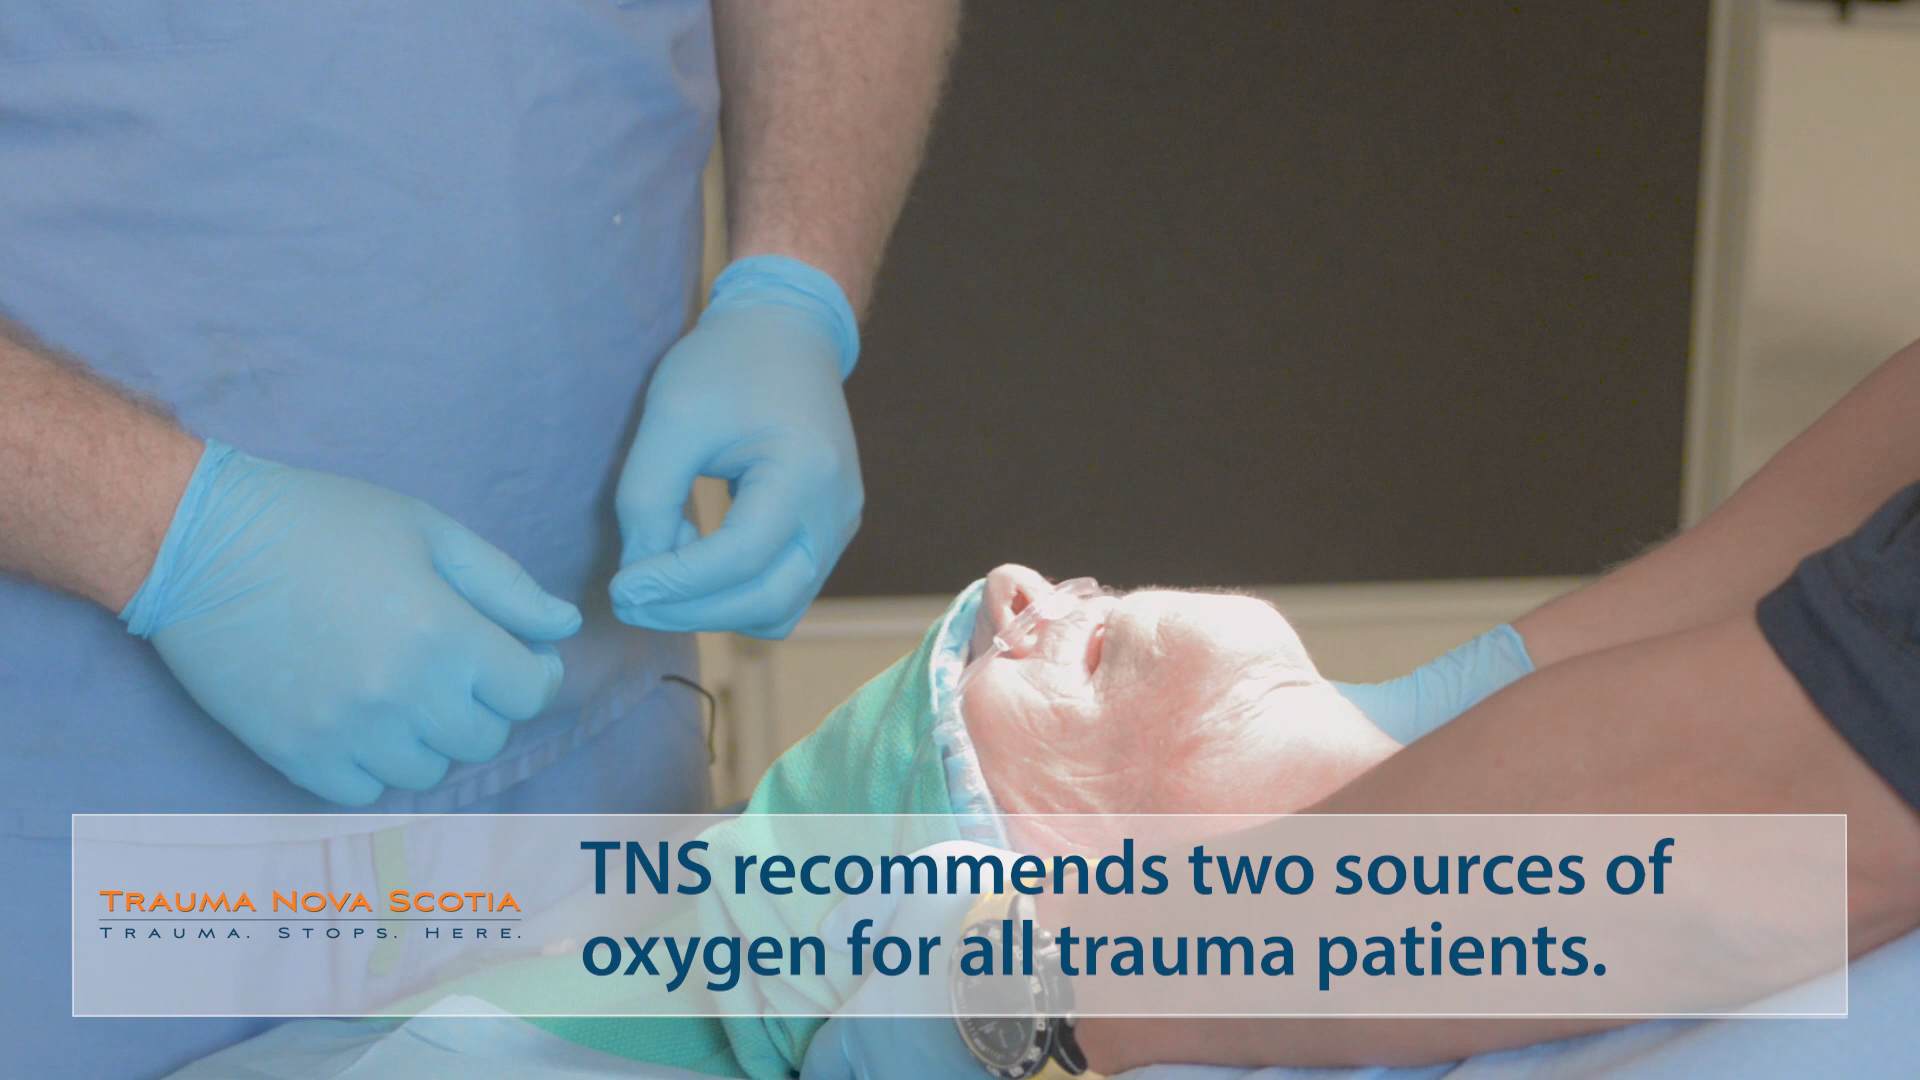 TRAUMA NOVA SCOTIA
TRAUMA. STOPS. HERE.
TNS recommends two sources of
oxygen for all trauma patients.